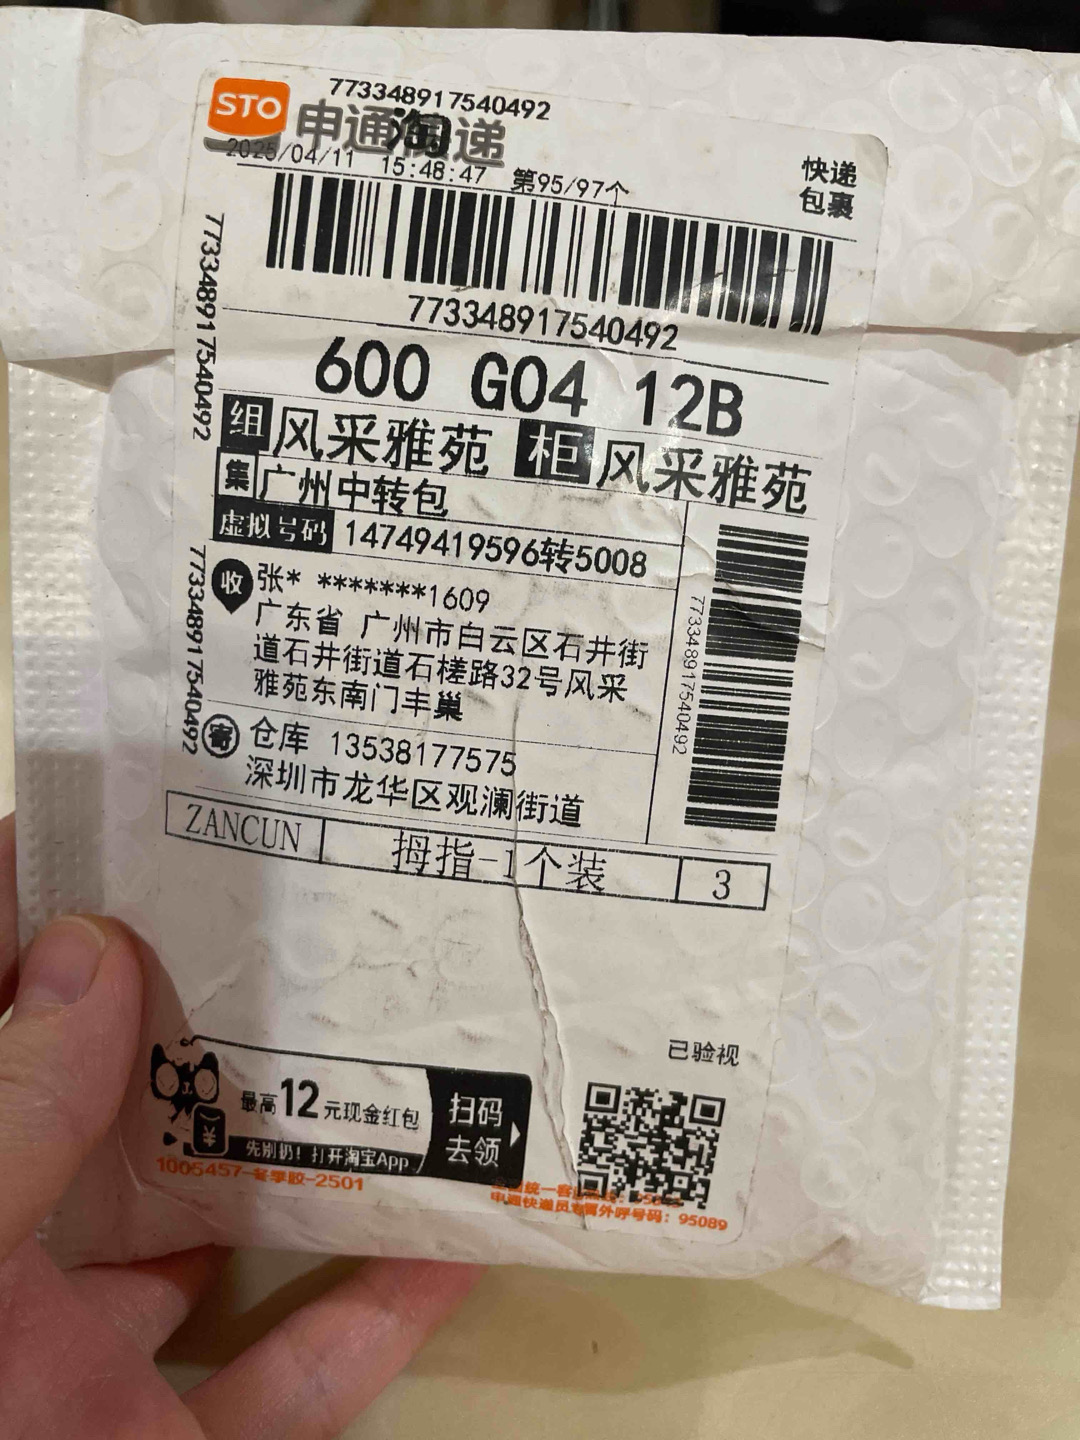 STO
773348917540492
申通快递
淘
2025/04/11 15:48:47 第95/97个
快递
包裹
773348917540492
773348917540492
600 G04 12B
组 风采雅苑 柜 风采雅苑
集 广州中转包
虚拟号码 14749419596转5008
收 张* *******1609
广东省 广州市白云区石井街
道石井街道石槎路32号风采
雅苑东南门丰巢
773348917540492
773348917540492
寄 仓库 13538177575
深圳市龙华区观澜街道
ZANCUN 拇指-1个装 3
已验视
最高12元现金红包
扫码
去领
先别扔！打开淘宝App
1005457-冬季胶-2501
申通快递员专属外呼号码：95089